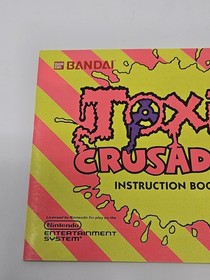 BANDAI
TOXI
CRUSAD
INSTRUCTION BOO
Licensed by Nintendo for play on the
Nintendo
ENTERTAINMENT
SYSTEM